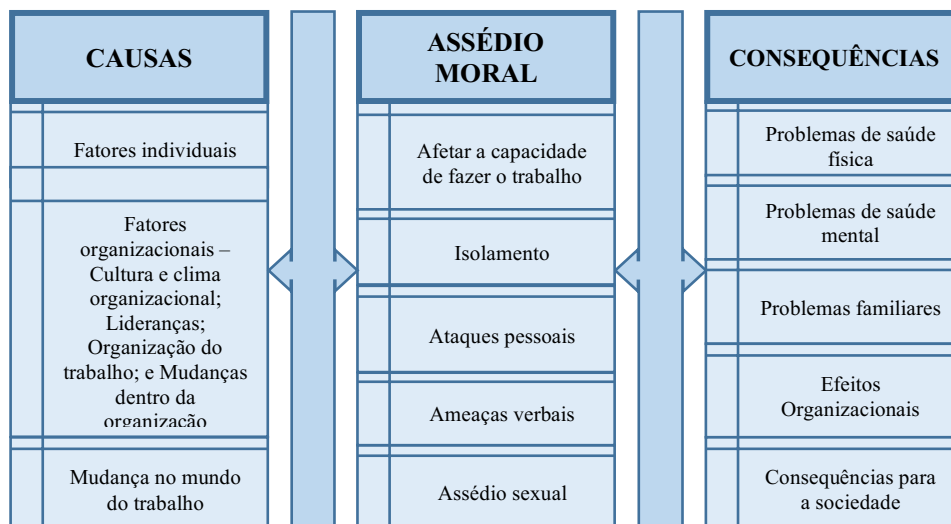 CAUSAS
Fatores individuais
Fatores
organizacionais –
Cultura e clima
organizacional;
Lideranças;
Organização do
trabalho; e Mudanças
dentro da
organização
Mudança no mundo
do trabalho
ASSÉDIO
MORAL
Afetar a capacidade
de fazer o trabalho
Isolamento
Ataques pessoais
Ameaças verbais
Assédio sexual
CONSEQUÊNCIAS
Problemas de saúde
física
Problemas de saúde
mental
Problemas familiares
Efeitos
Organizacionais
Consequências para
a sociedade